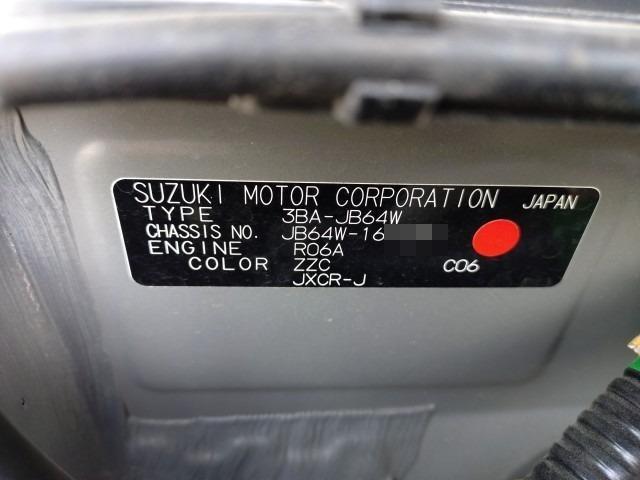 SUZUKI MOTOR CORPORATION JAPAN
TYPE 3BA-JB64W
CHASSIS NO. JB64W-16
ENGINE R06A
COLOR ZZC C06
JXCR-J